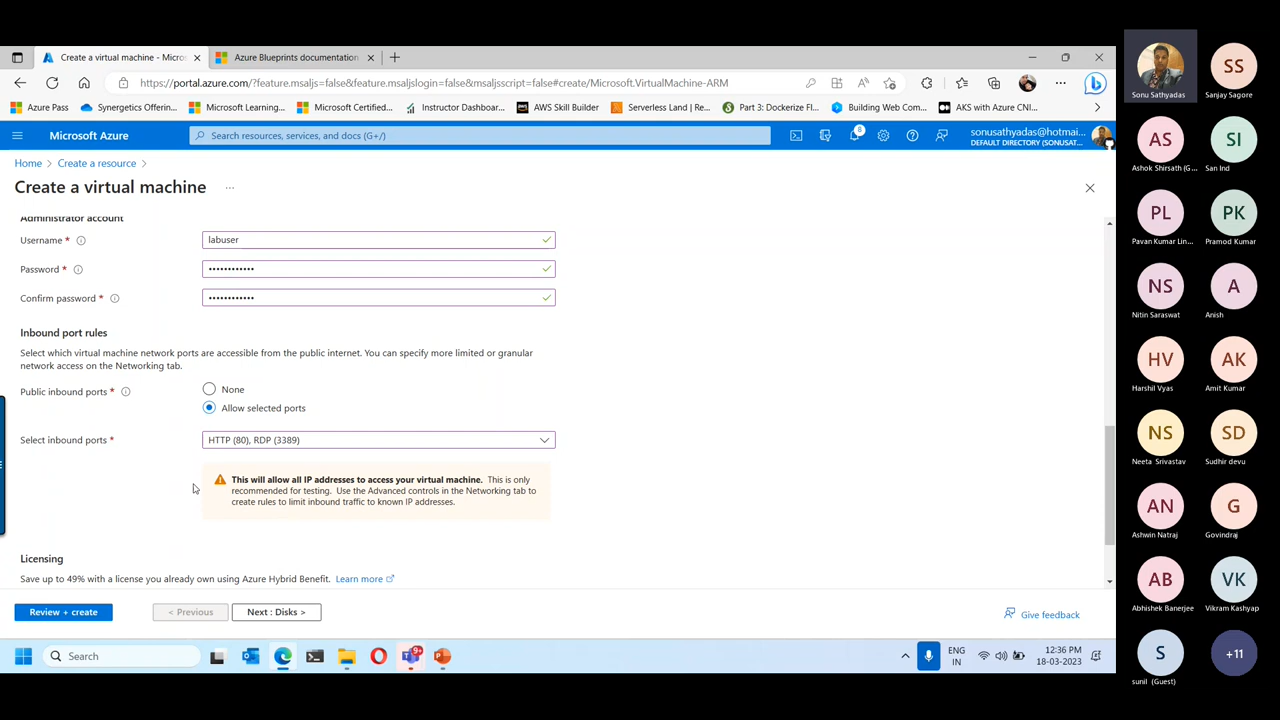 Create a virtual machine - Micros
Azure Blueprints documentation
https://portal.azure.com/?feature.msaljs=false&feature.msaljslogin=false&msaljsscript=false#create/Microsoft.VirtualMachine-ARM
Azure Pass
Synergetics Offering...
Microsoft Learning...
Microsoft Certified...
Instructor Dashboar...
AWS Skill Builder
Serverless Land | Re...
Part 3: Dockerize Fl...
Building Web Com...
AKS with Azure CNI...
Microsoft Azure
Search resources, services, and docs (G+/)
8
sonusathyadas@hotmai...
DEFAULT DIRECTORY (SONUSAT...
Home > Create a resource >
Create a virtual machine ...
Administrator account
Username *
labuser
Password *
Confirm password *
Inbound port rules
Select which virtual machine network ports are accessible from the public internet. You can specify more limited or granular
network access on the Networking tab.
Public inbound ports *
None
Allow selected ports
Select inbound ports *
HTTP (80), RDP (3389)
This will allow all IP addresses to access your virtual machine. This is only
recommended for testing. Use the Advanced controls in the Networking tab to
create rules to limit inbound traffic to known IP addresses.
Licensing
Save up to 49% with a license you already own using Azure Hybrid Benefit. Learn more
Review + create
< Previous
Next : Disks >
Give feedback
Search
9+
ENG
IN
12:36 PM
18-03-2023
Sonu Sathyadas
SS
Sanjay Sagore
AS
Ashok Shirsath (G...
SI
San Ind
PL
Pavan Kumar Lin...
PK
Pramod Kumar
NS
Nitin Saraswat
A
Anish
HV
Harshil Vyas
AK
Amit Kumar
NS
Neeta Srivastav
SD
Sudhir devu
AN
Ashwin Natraj
G
Govindraj
AB
Abhishek Banerjee
VK
Vikram Kashyap
S
sunil (Guest)
+11